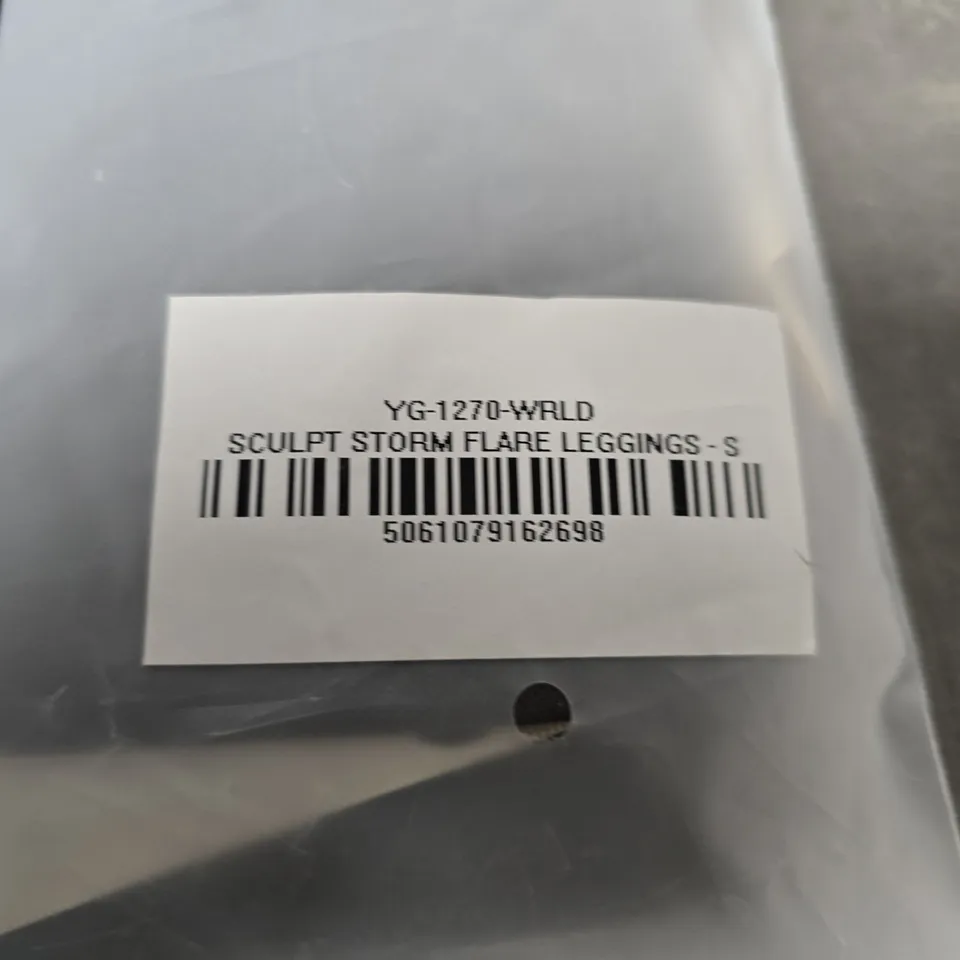 YG-1270-WRLD
SCULPT STORM FLARE LEGGINGS - S
5061079162698